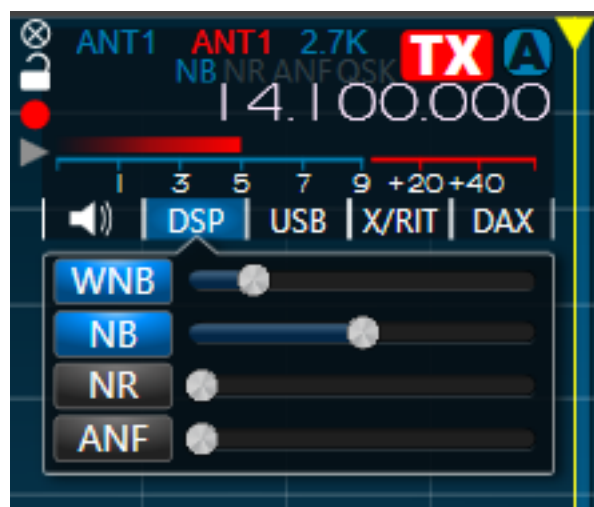 ANT1 ANT1 2.7K TX A
NB NR ANF QSK
14.100.000
1 3 5 7 9 +20 +40
DSP USB X/RIT DAX
WNB
NB
NR
ANF